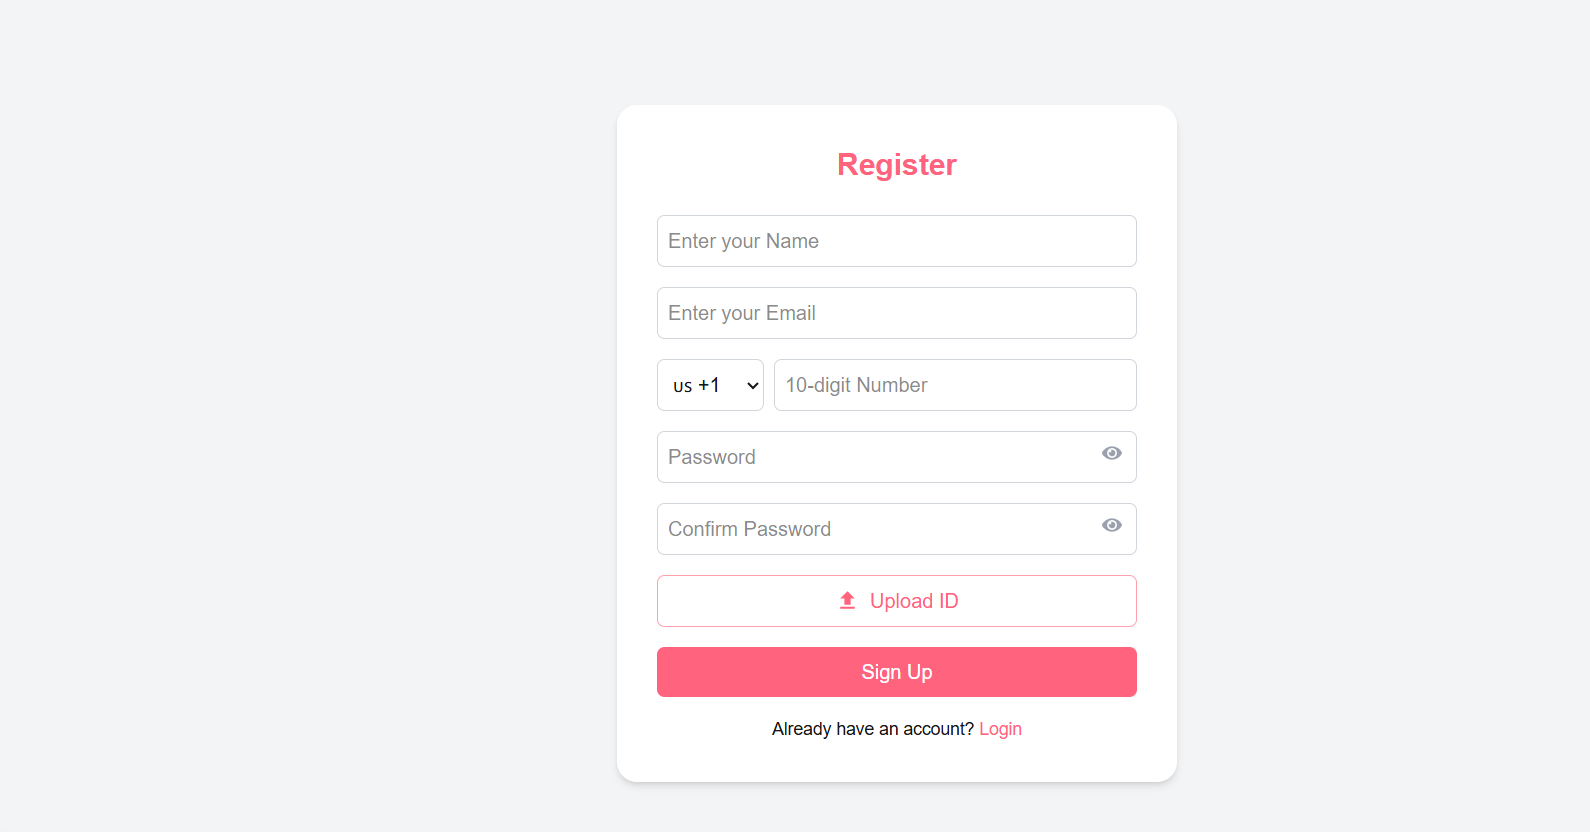 Register
Enter your Name
Enter your Email
us +1 10-digit Number
Password
Confirm Password
Upload ID
Sign Up
Already have an account? Login